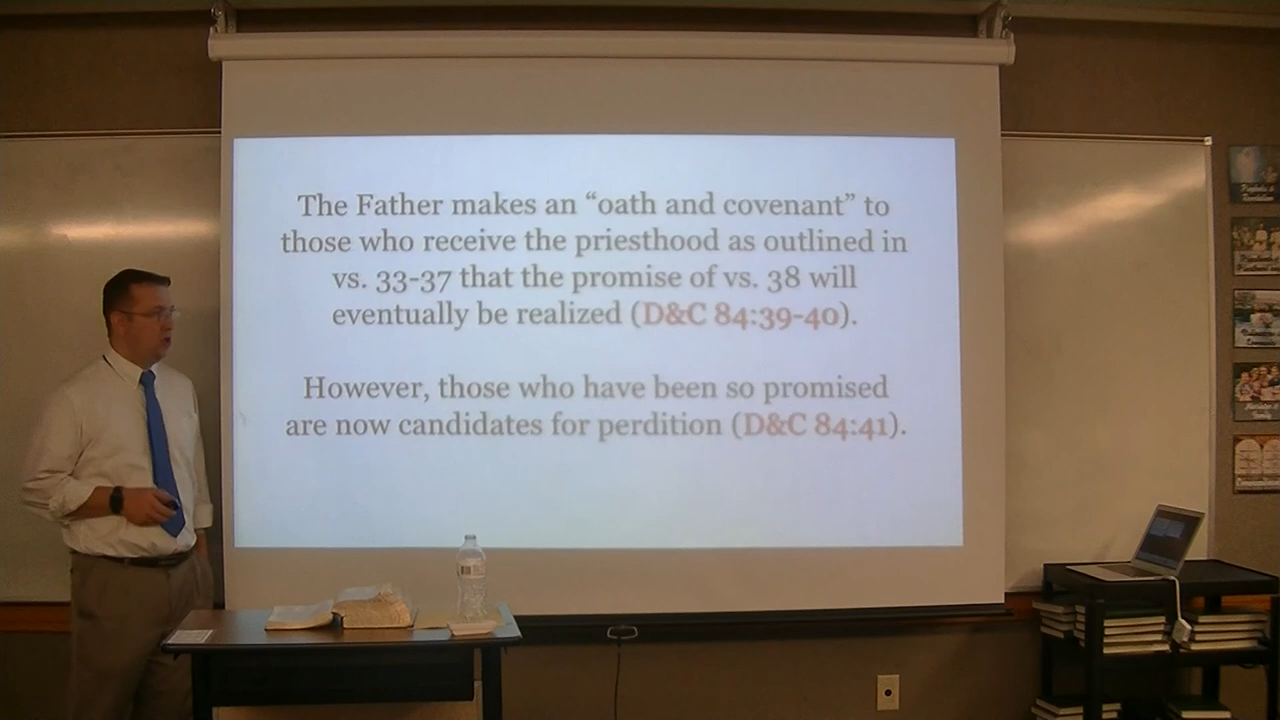 The Father makes an “oath and covenant” to
those who receive the priesthood as outlined in
vs. 33-37 that the promise of vs. 38 will
eventually be realized (D&C 84:39-40).
However, those who have been so promised
are now candidates for perdition (D&C 84:41).